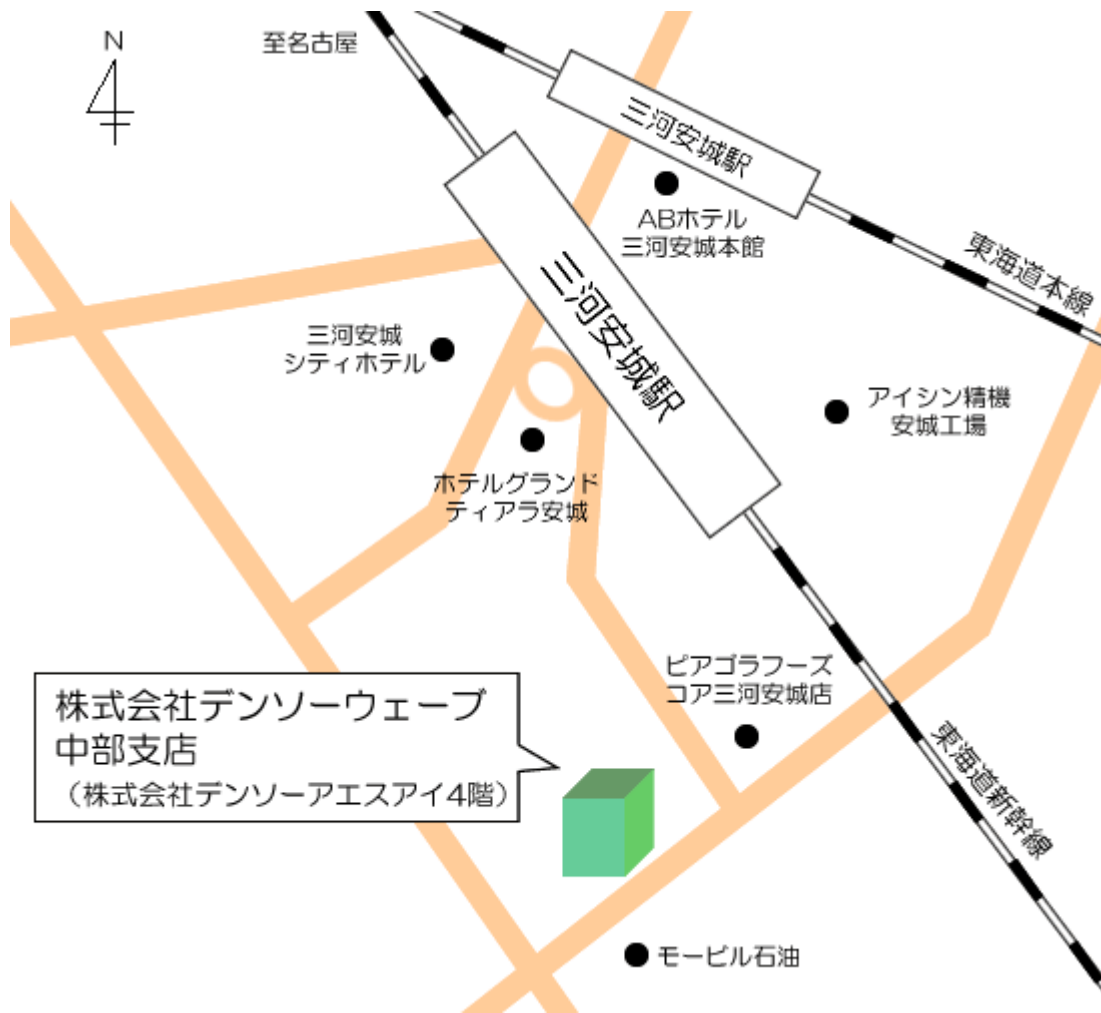 N
至名古屋
三河安城駅
ABホテル
三河安城本館
東海道本線
三河安城駅
三河安城
シティホテル
アイシン精機
安城工場
ホテルグランド
ティアラ安城
ピアゴラフーズ
コア三河安城店
株式会社デンソーウェーブ
中部支店
（株式会社デンソーアエスアイ4階）
東海道新幹線
モービル石油